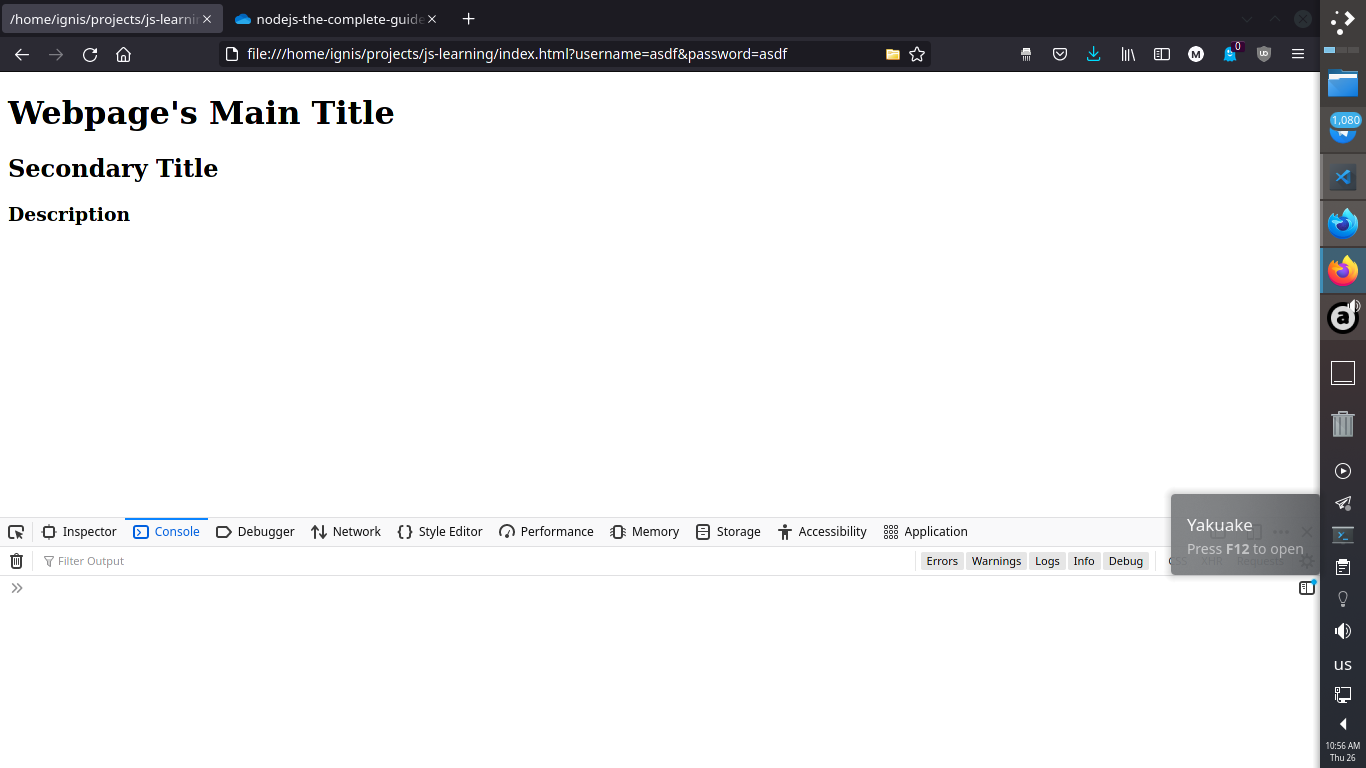 /home/ignis/projects/js-learni
nodejs-the-complete-guide
file:///home/ignis/projects/js-learning/index.html?username=asdf&password=asdf
M
0
Webpage's Main Title
Secondary Title
Description
1,080
a
Inspector Console Debugger Network Style Editor Performance Memory Storage Accessibility Application
Filter Output
Errors Warnings Logs Info Debug CSS XHR Requests
Yakuake
Press F12 to open
us
10:56 AM
Thu 26